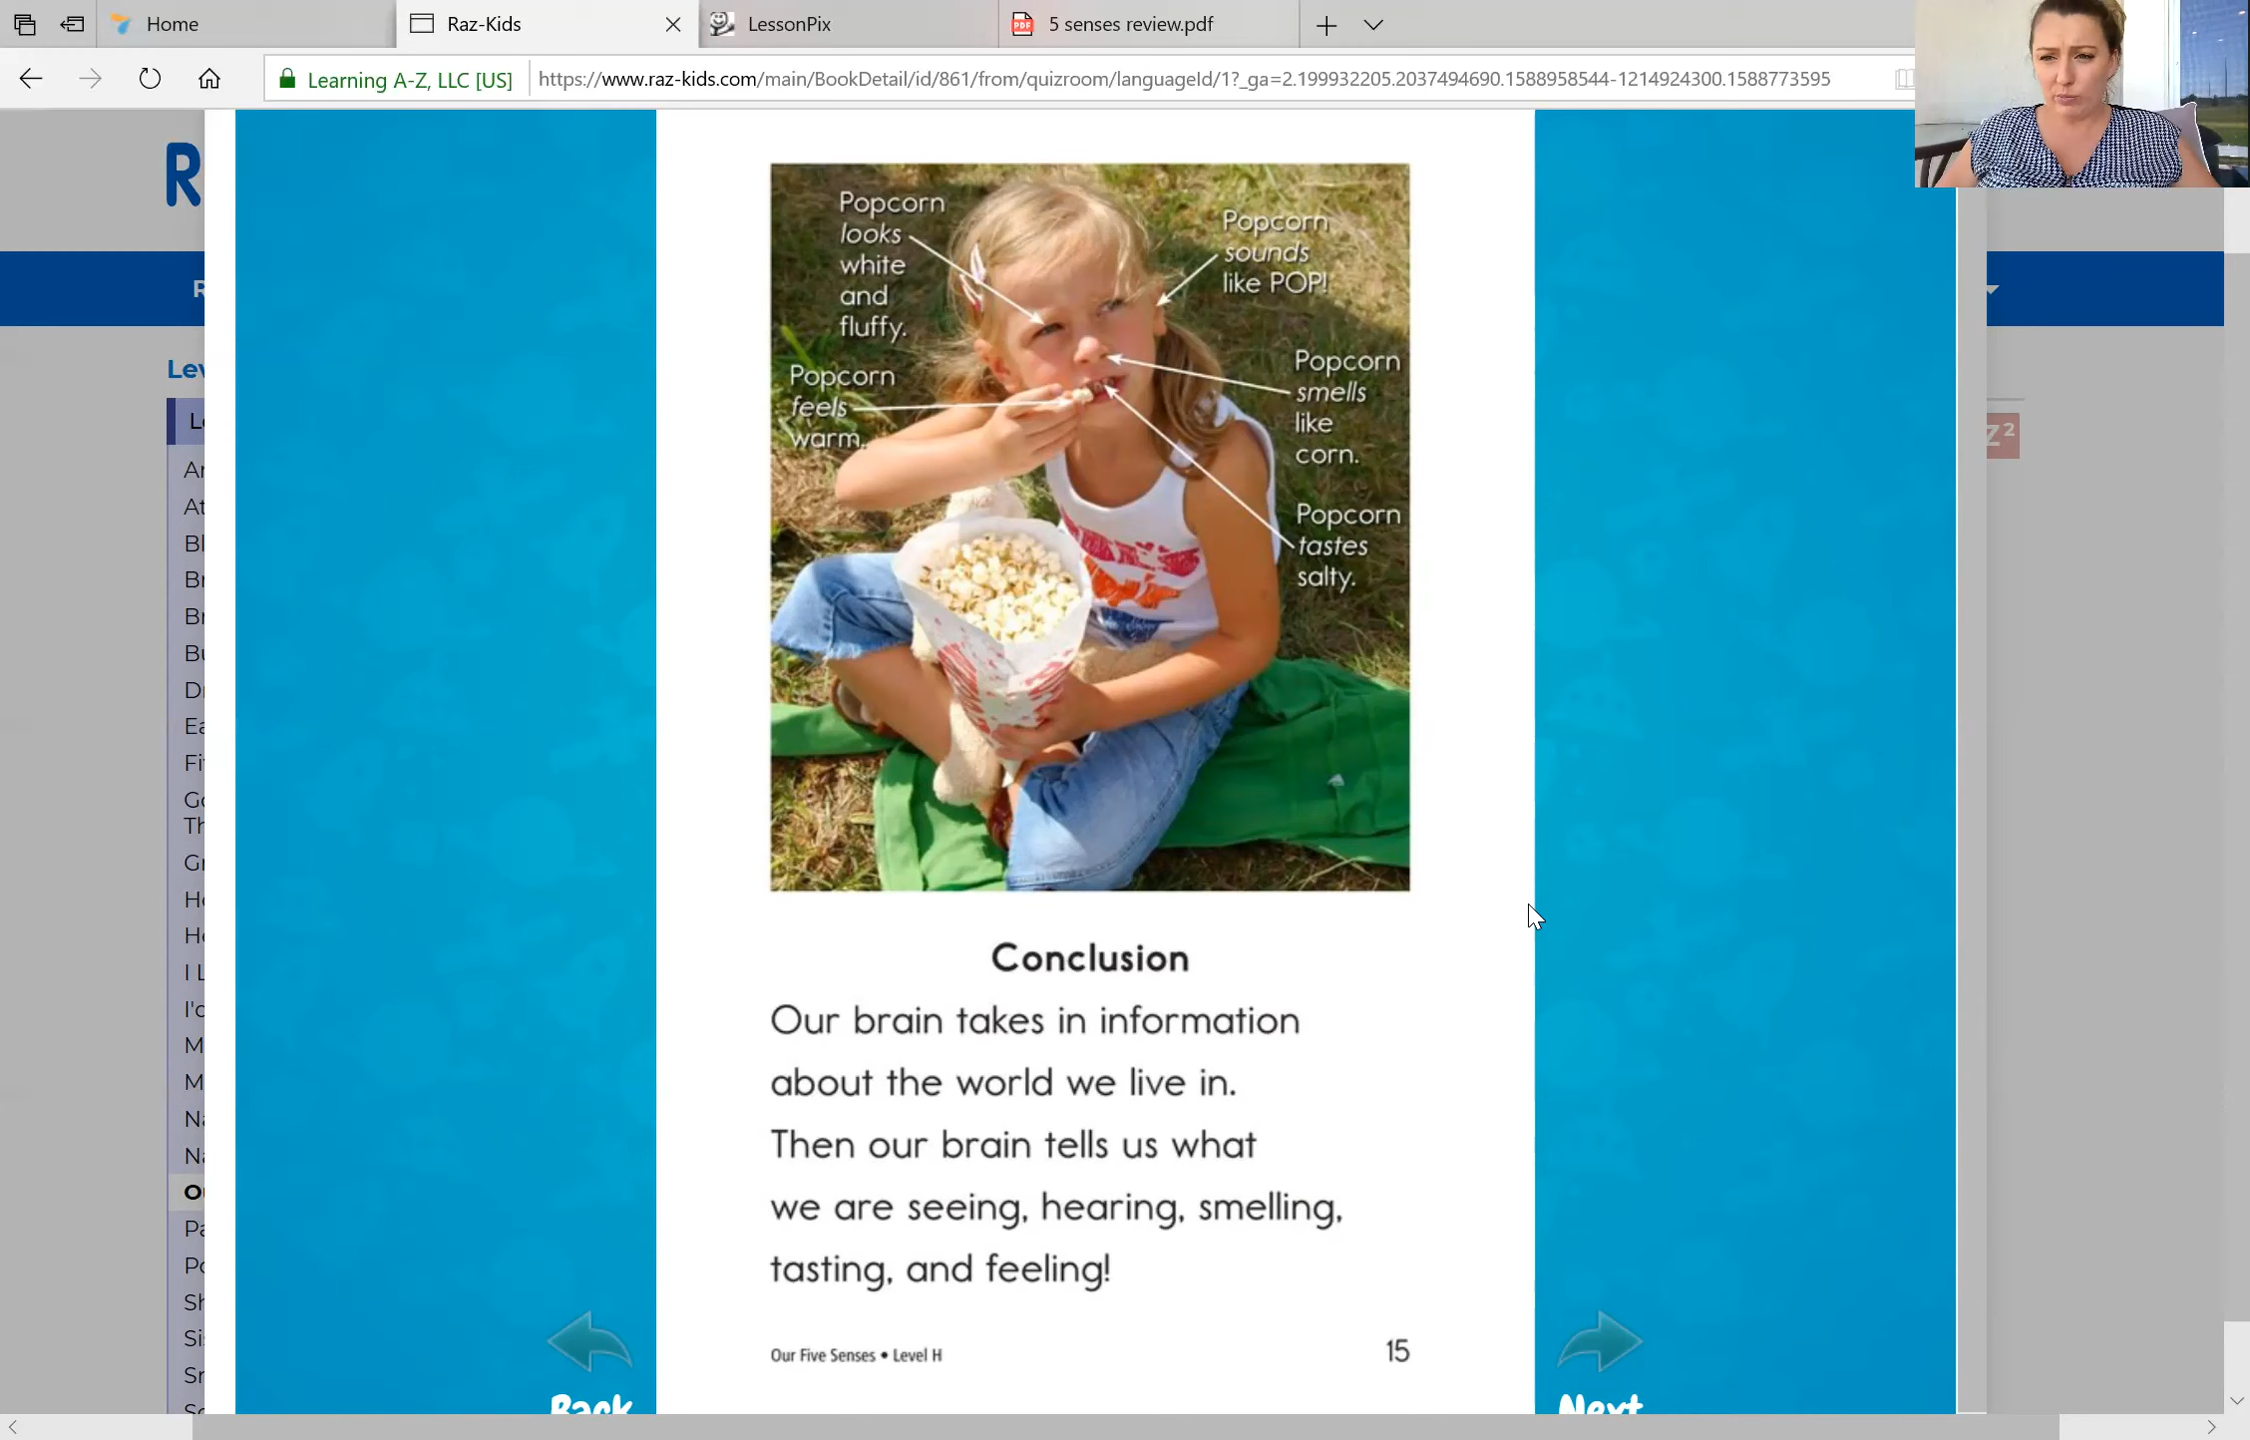 Home
Raz-Kids
LessonPix
5 senses review.pdf
Learning A-Z, LLC [US]
https://www.raz-kids.com/main/BookDetail/id/861/from/quizroom/languageId/1?_ga=2.199932205.2037494690.1588958544-1214924300.1588773595
Popcorn
looks
white
and
fluffy.
Popcorn
sounds
like POP!
Popcorn
feels
warm.
Popcorn
smells
like
corn.
Popcorn
tastes
salty.
Conclusion
Our brain takes in information
about the world we live in.
Then our brain tells us what
we are seeing, hearing, smelling,
tasting, and feeling!
Our Five Senses • Level H
15
Back
Next